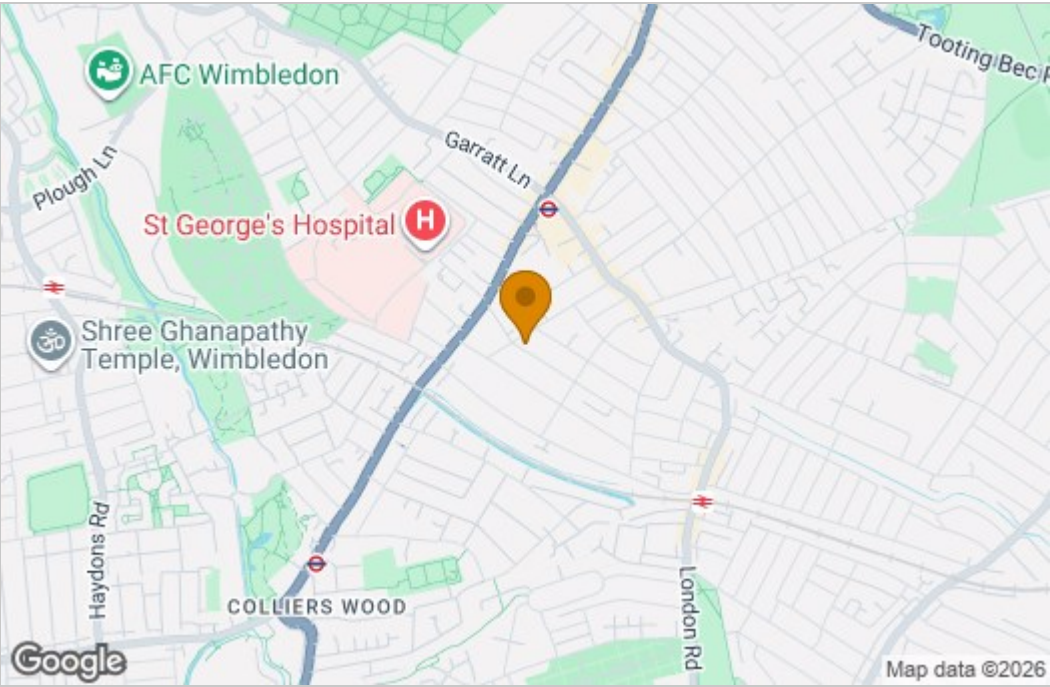 AFC Wimbledon
Tooting Bec R
Garratt Ln
Plough Ln
St George's Hospital
H
Shree Ghanapathy
Temple, Wimbledon
ॐ
Haydons Rd
COLLIERS WOOD
London Rd
Google
Map data ©2026